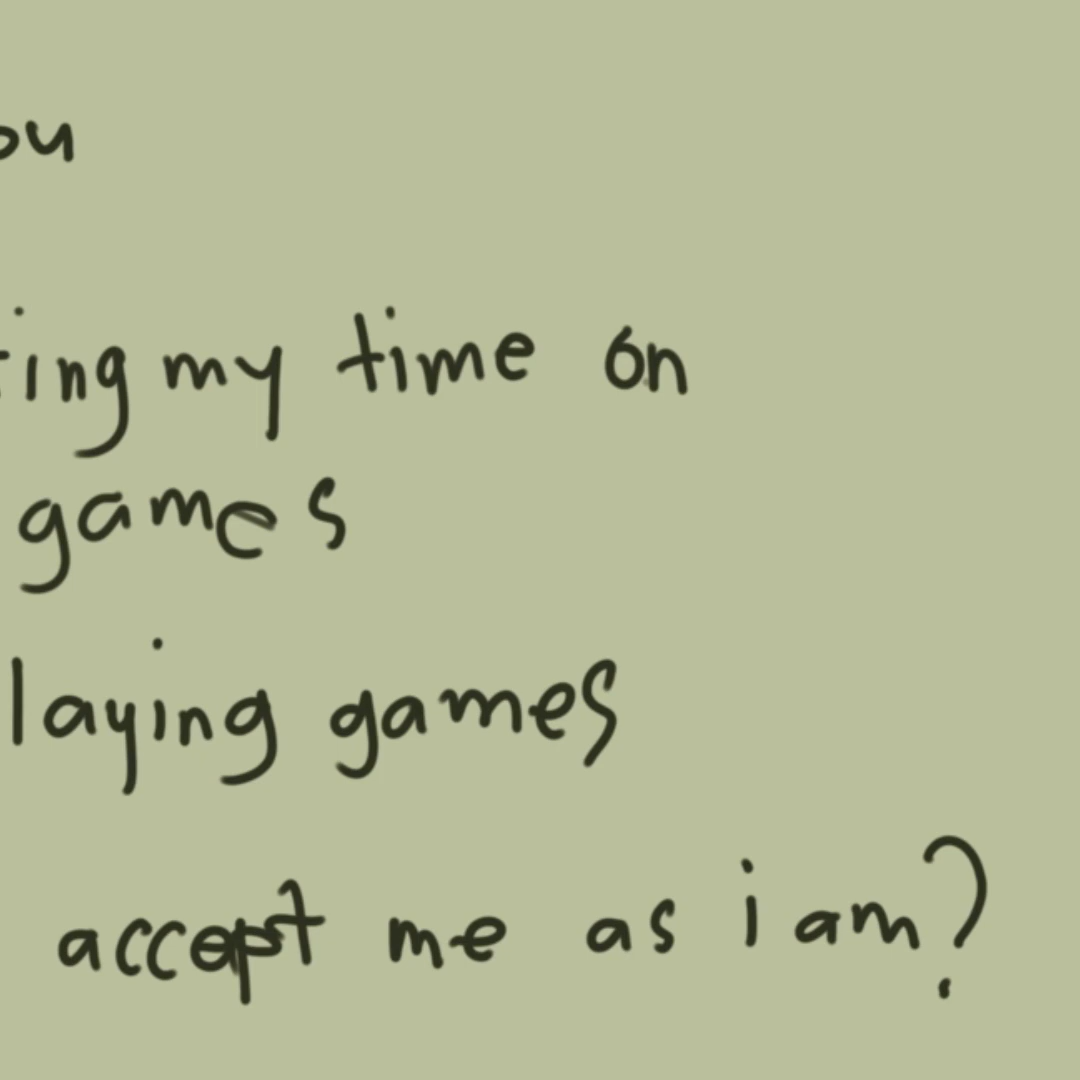 ou
ing my time on
games
laying games
accept me as i am?